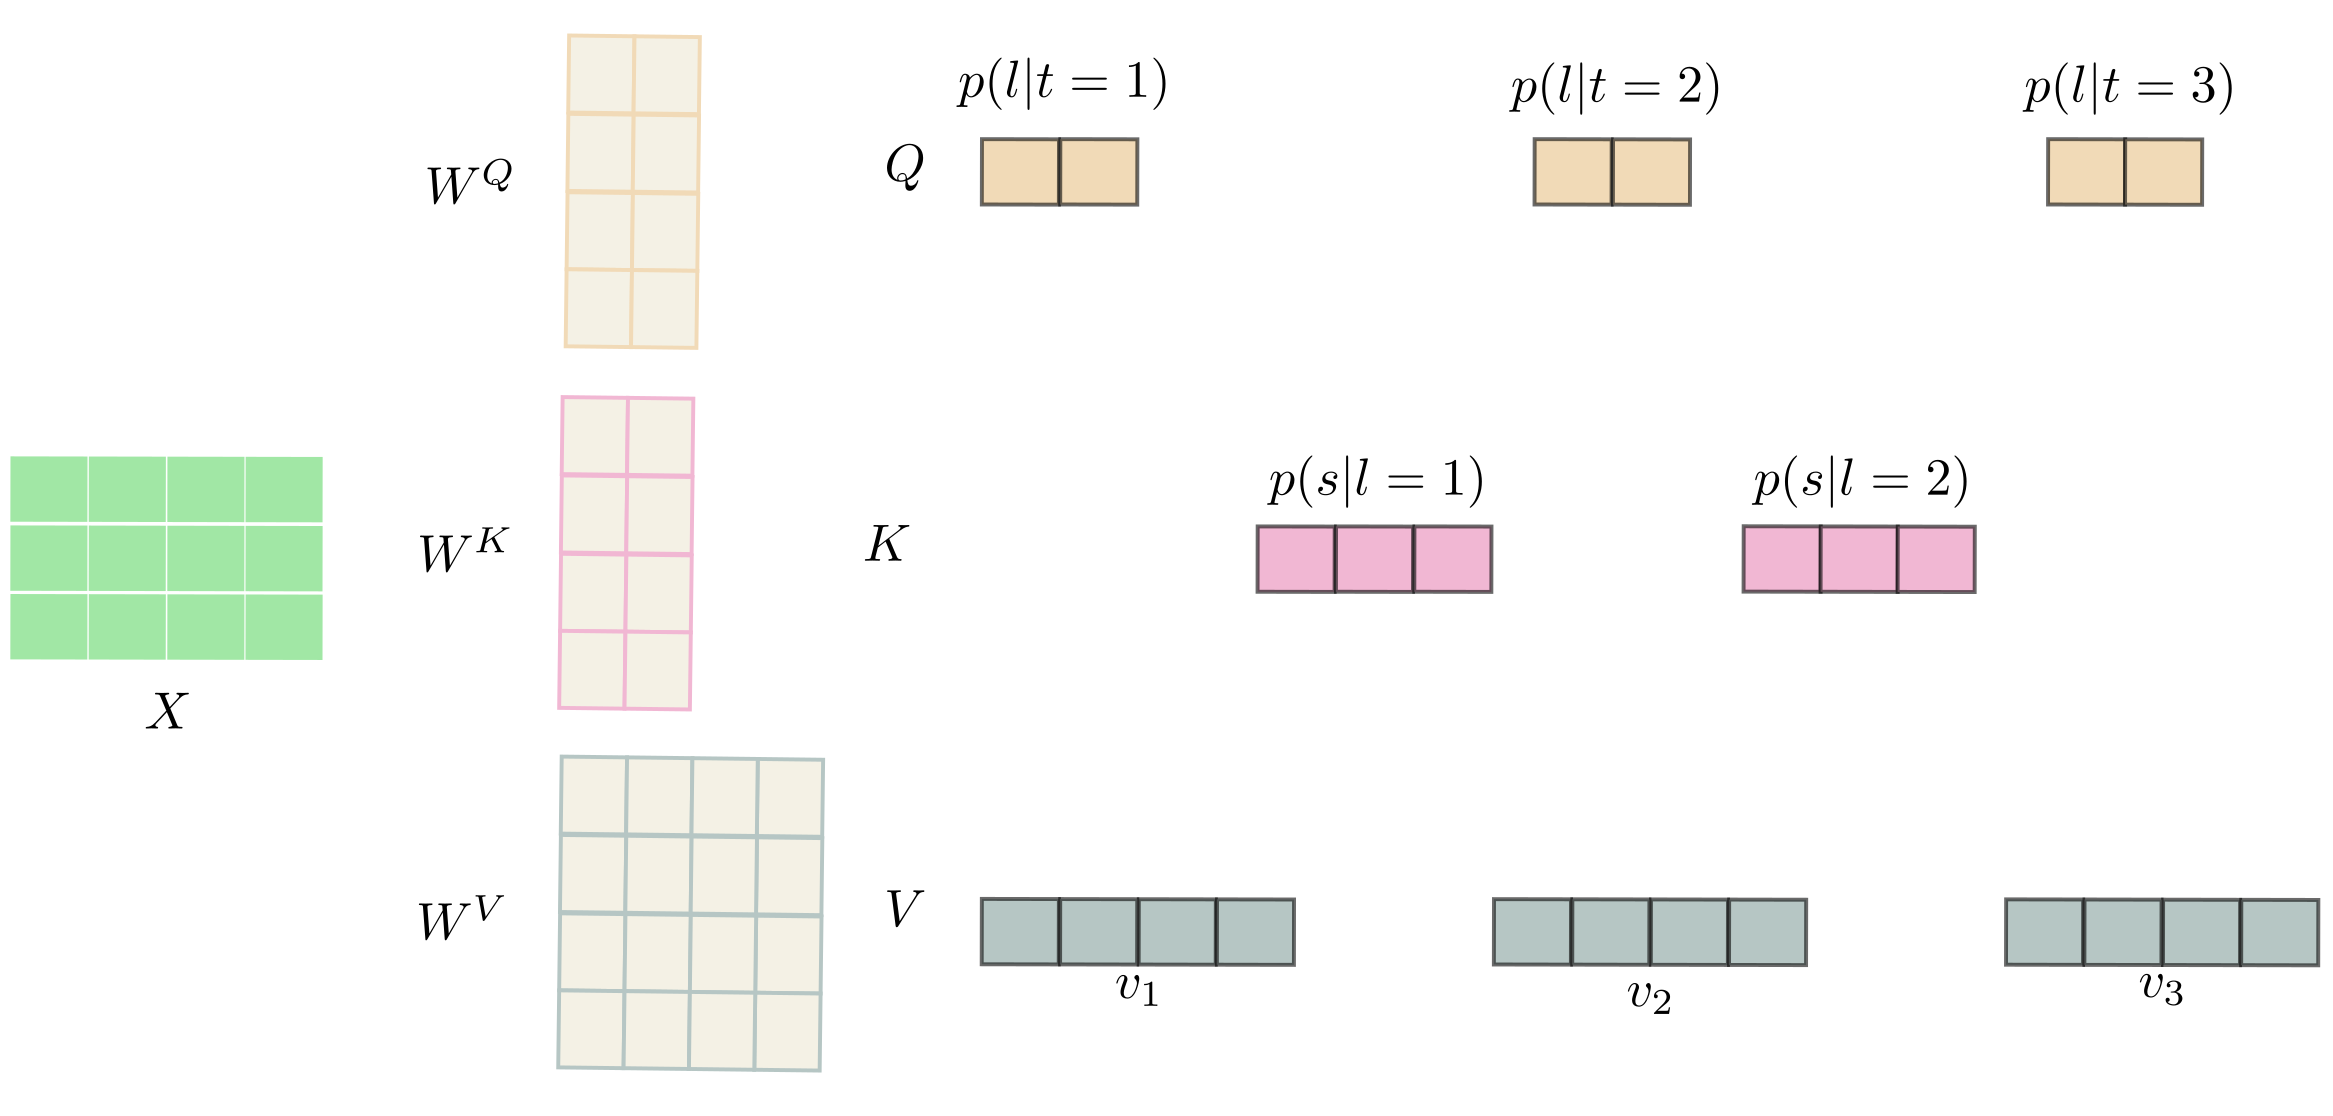 W^Q
Q
p(l|t = 1)
p(l|t = 2)
p(l|t = 3)
W^K
K
p(s|l = 1)
p(s|l = 2)
X
W^V
V
v_1
v_2
v_3